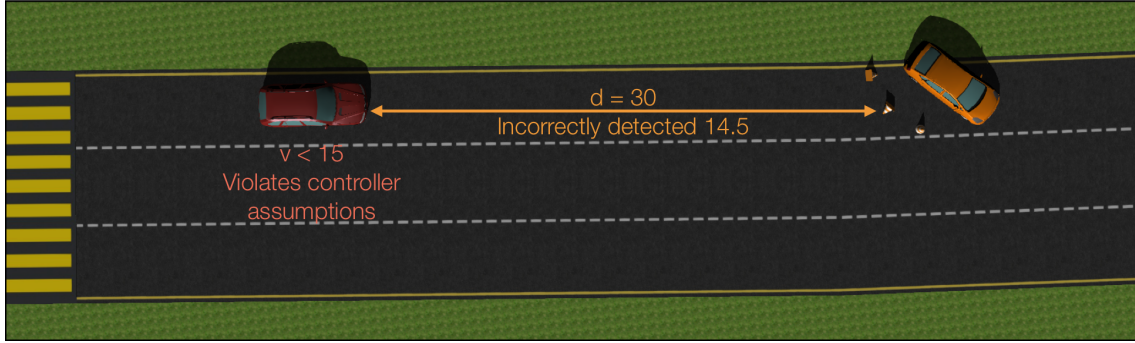 d = 30
Incorrectly detected 14.5
v < 15
Violates controller
assumptions